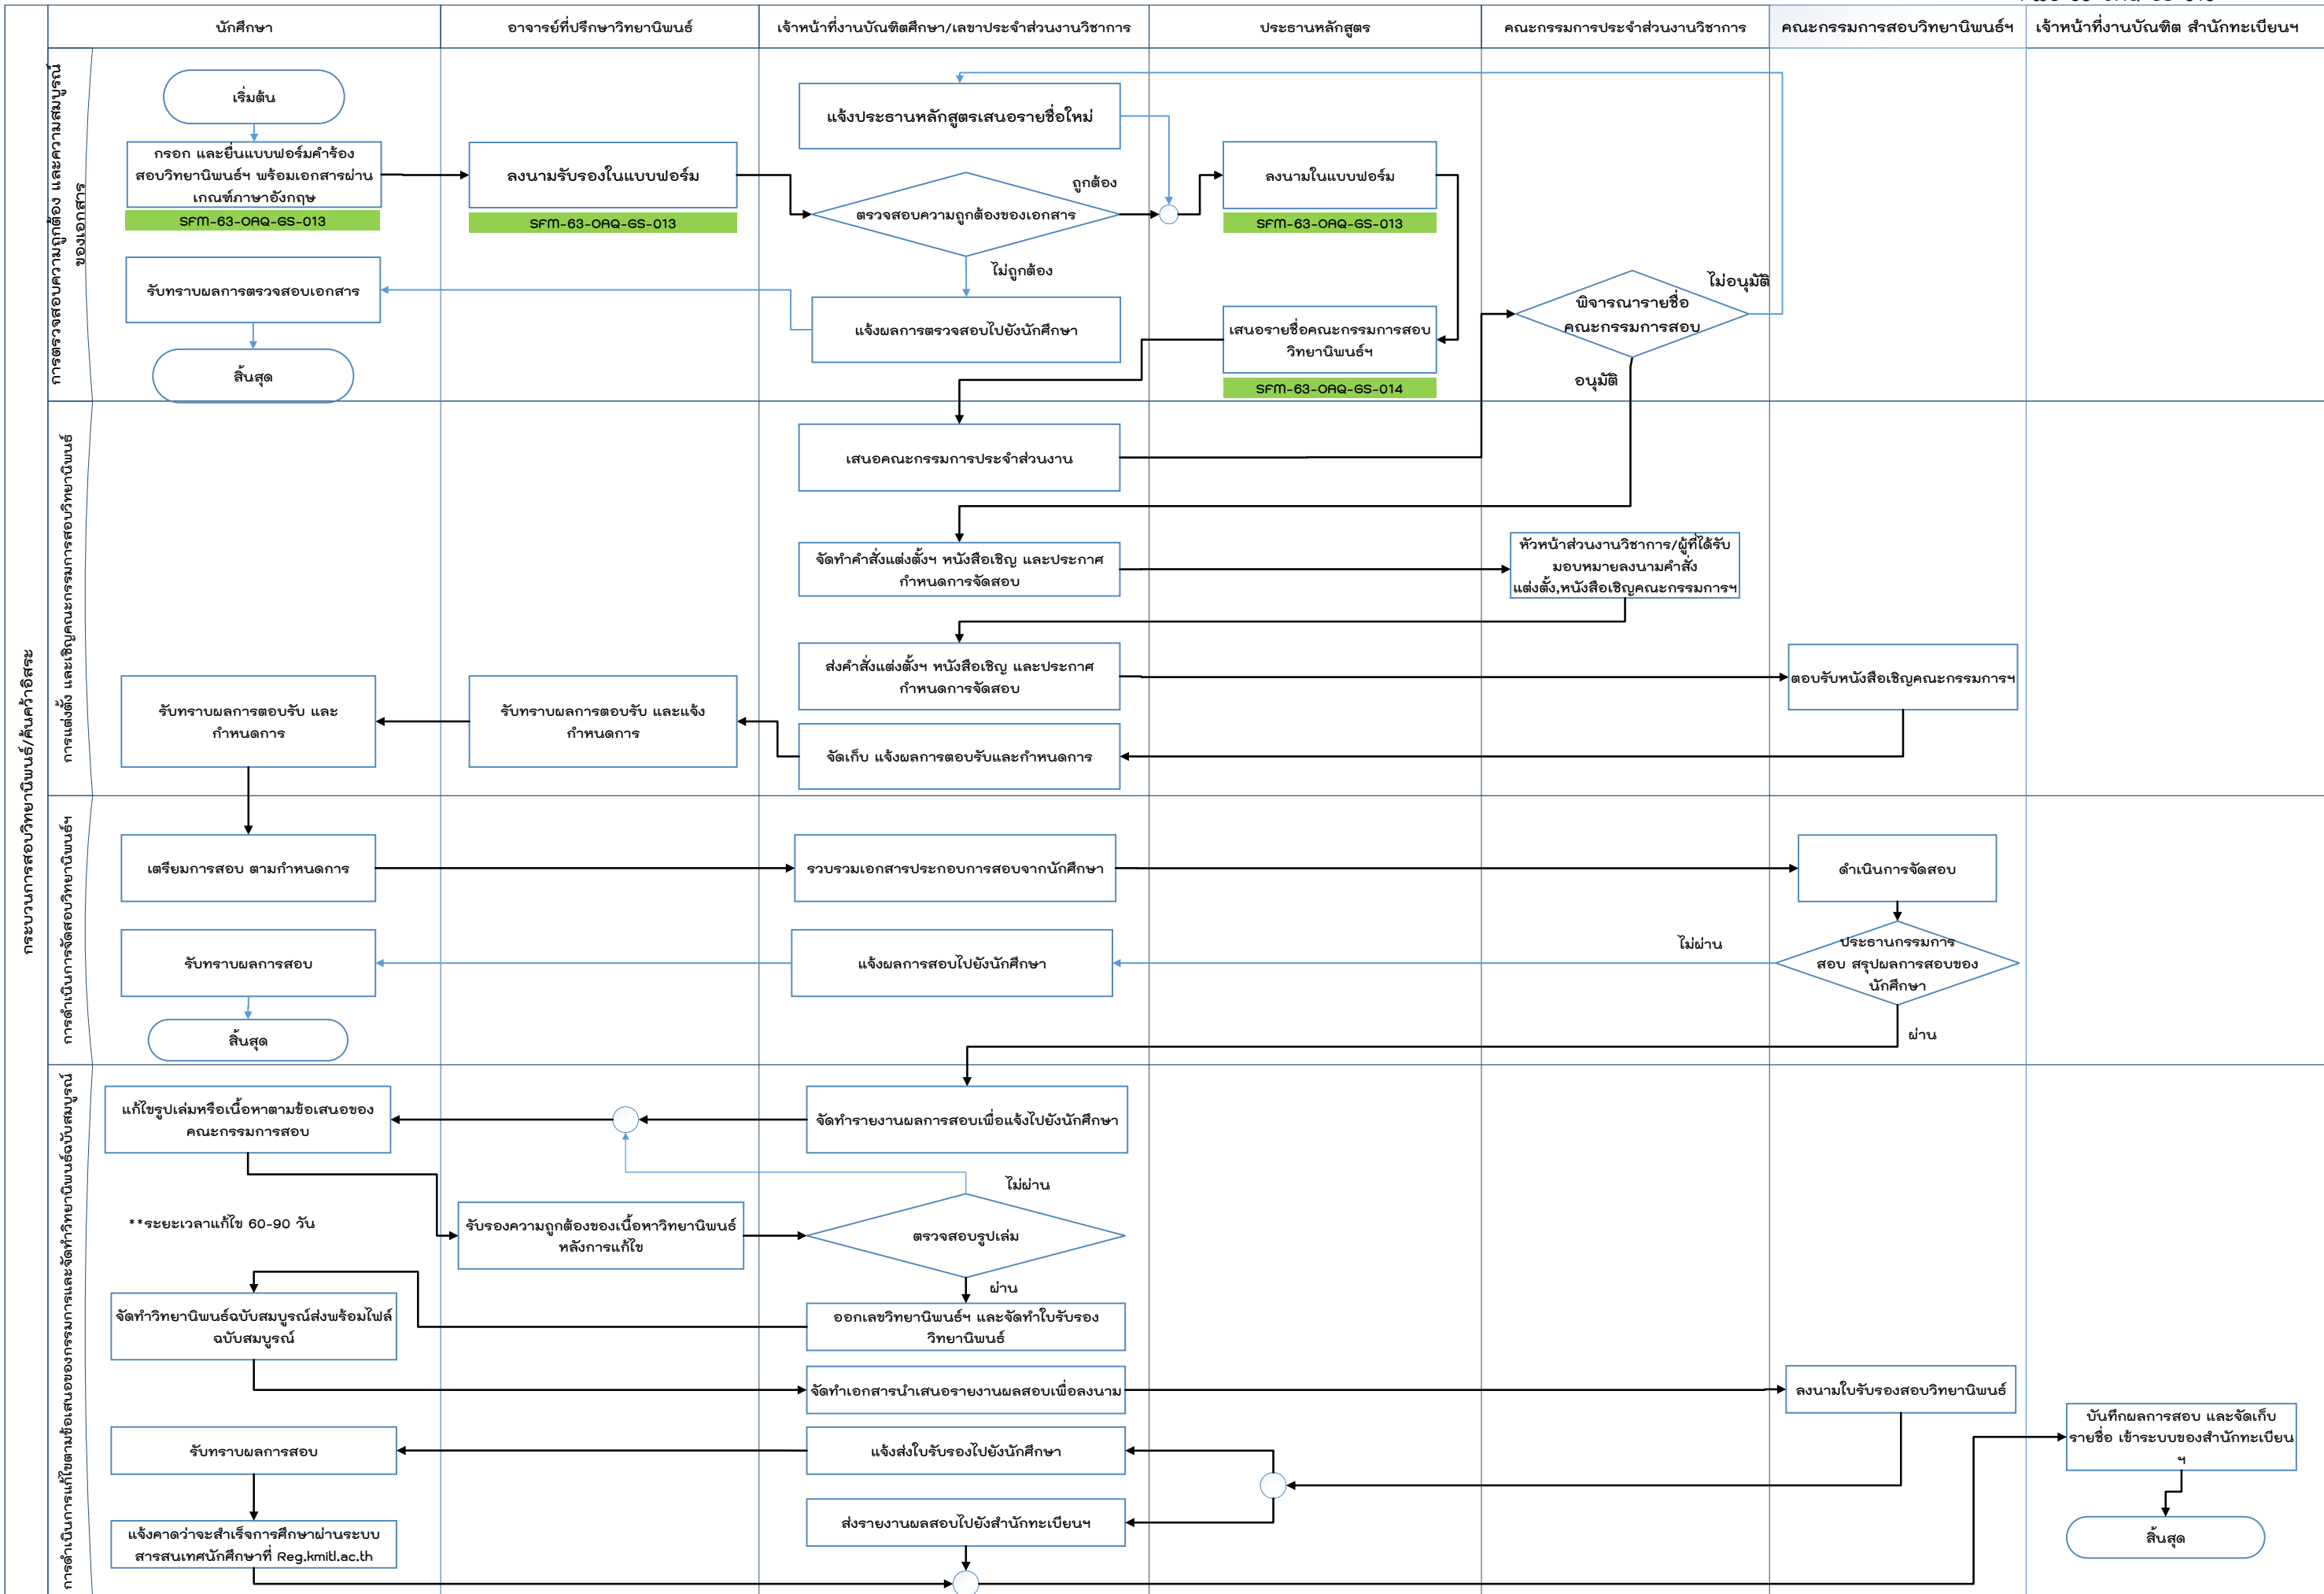 นักศึกษา
อาจารย์ที่ปรึกษาวิทยานิพนธ์
เจ้าหน้าที่งานบัณฑิตศึกษา/เลขาประจำส่วนงานวิชาการ
ประธานหลักสูตร
คณะกรรมการประจำส่วนงานวิชาการ
คณะกรรมการสอบวิทยานิพนธ์ฯ
เจ้าหน้าที่งานบัณฑิต สำนักทะเบียนฯ
กระบวนการสอบวิทยานิพนธ์/ค้นคว้าอิสระ
การตรวจสอบความถูกต้อง และความสมบูรณ์
ของเอกสาร
เริ่มต้น
กรอก และยื่นแบบฟอร์มคำร้อง
สอบวิทยานิพนธ์ฯ พร้อมเอกสารผ่าน
เกณฑ์ภาษาอังกฤษ
SFM-63-OAQ-GS-013
ลงนามรับรองในแบบฟอร์ม
SFM-63-OAQ-GS-013
แจ้งประธานหลักสูตรเสนอรายชื่อใหม่
ตรวจสอบความถูกต้องของเอกสาร
ถูกต้อง
ไม่ถูกต้อง
ลงนามในแบบฟอร์ม
SFM-63-OAQ-GS-013
รับทราบผลการตรวจสอบเอกสาร
แจ้งผลการตรวจสอบไปยังนักศึกษา
เสนอรายชื่อคณะกรรมการสอบ
วิทยานิพนธ์ฯ
SFM-63-OAQ-GS-014
พิจารณารายชื่อ
คณะกรรมการสอบ
ไม่อนุมัติ
อนุมัติ
สิ้นสุด
การแต่งตั้ง และเชิญคณะกรรมการสอบวิทยานิพนธ์
เสนอคณะกรรมการประจำส่วนงาน
จัดทำคำสั่งแต่งตั้งฯ หนังสือเชิญ และประกาศ
กำหนดการจัดสอบ
หัวหน้าส่วนงานวิชาการ/ผู้ที่ได้รับ
มอบหมายลงนามคำสั่ง
แต่งตั้ง,หนังสือเชิญคณะกรรมการฯ
ส่งคำสั่งแต่งตั้งฯ หนังสือเชิญ และประกาศ
กำหนดการจัดสอบ
ตอบรับหนังสือเชิญคณะกรรมการฯ
รับทราบผลการตอบรับ และ
กำหนดการ
รับทราบผลการตอบรับ และแจ้ง
กำหนดการ
จัดเก็บ แจ้งผลการตอบรับและกำหนดการ
การดำเนินการจัดสอบวิทยานิพนธ์ฯ
เตรียมการสอบ ตามกำหนดการ
รวบรวมเอกสารประกอบการสอบจากนักศึกษา
ดำเนินการจัดสอบ
รับทราบผลการสอบ
แจ้งผลการสอบไปยังนักศึกษา
ไม่ผ่าน
ประธานกรรมการ
สอบ สรุปผลการสอบของ
นักศึกษา
ผ่าน
สิ้นสุด
การดำเนินการแก้ไขตามข้อเสนอของกรรมการและจัดทำวิทยานิพนธ์ฉบับสมบูรณ์
แก้ไขรูปเล่มหรือเนื้อหาตามข้อเสนอของ
คณะกรรมการสอบ
จัดทำรายงานผลการสอบเพื่อแจ้งไปยังนักศึกษา
**ระยะเวลาแก้ไข 60-90 วัน
รับรองความถูกต้องของเนื้อหาวิทยานิพนธ์
หลังการแก้ไข
ไม่ผ่าน
ตรวจสอบรูปเล่ม
ผ่าน
จัดทำวิทยานิพนธ์ฉบับสมบูรณ์ส่งพร้อมไฟล์
ฉบับสมบูรณ์
ออกเลขวิทยานิพนธ์ฯ และจัดทำใบรับรอง
วิทยานิพนธ์
จัดทำเอกสารนำเสนอรายงานผลสอบเพื่อลงนาม
ลงนามใบรับรองสอบวิทยานิพนธ์
รับทราบผลการสอบ
แจ้งส่งใบรับรองไปยังนักศึกษา
บันทึกผลการสอบ และจัดเก็บ
รายชื่อ เข้าระบบของสำนักทะเบียน
ฯ
ส่งรายงานผลสอบไปยังสำนักทะเบียนฯ
แจ้งคาดว่าจะสำเร็จการศึกษาผ่านระบบ
สารสนเทศนักศึกษาที่ Reg.kmitl.ac.th
สิ้นสุด